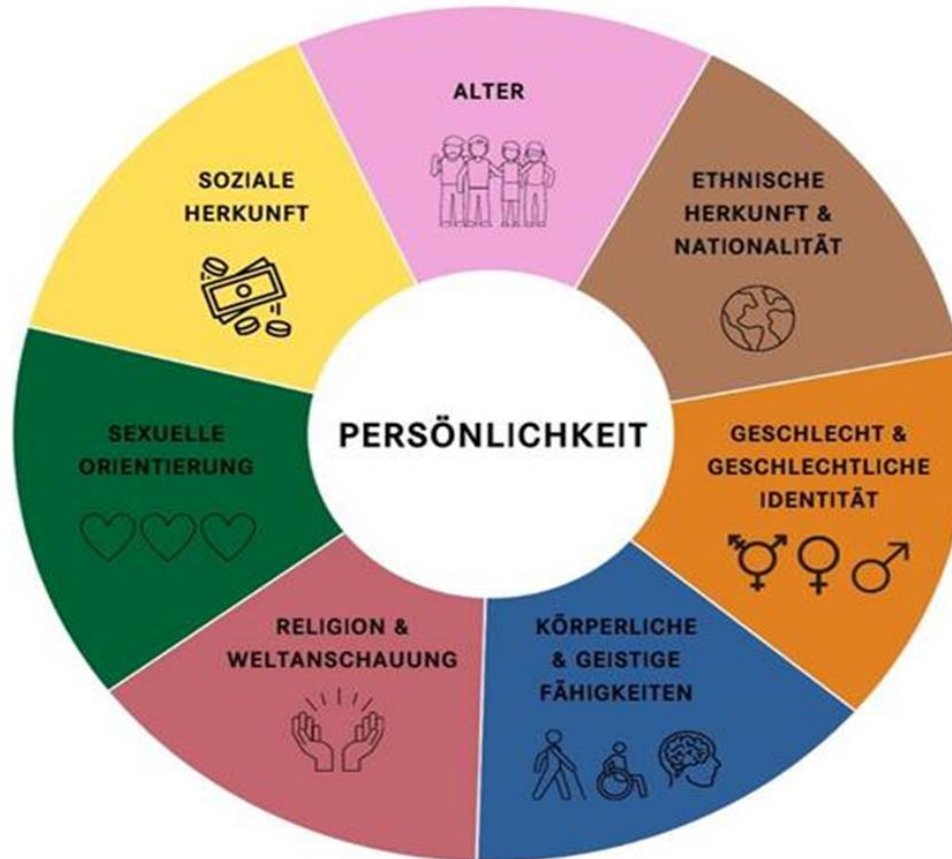 ALTER
ETHNISCHE
HERKUNFT &
NATIONALITÄT
GESCHLECHT &
GESCHLECHTLICHE
IDENTITÄT
KÖRPERLICHE
& GEISTIGE
FÄHIGKEITEN
RELIGION &
WELTANSCHAUUNG
SEXUELLE
ORIENTIERUNG
SOZIALE
HERKUNFT
PERSÖNLICHKEIT